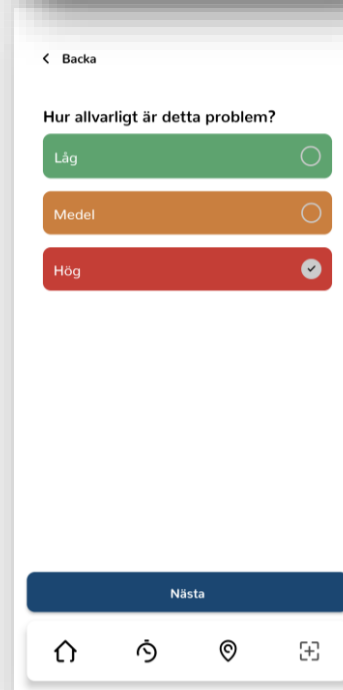 Backa
Hur allvarligt är detta problem?
Låg
Medel
Hög
Nästa